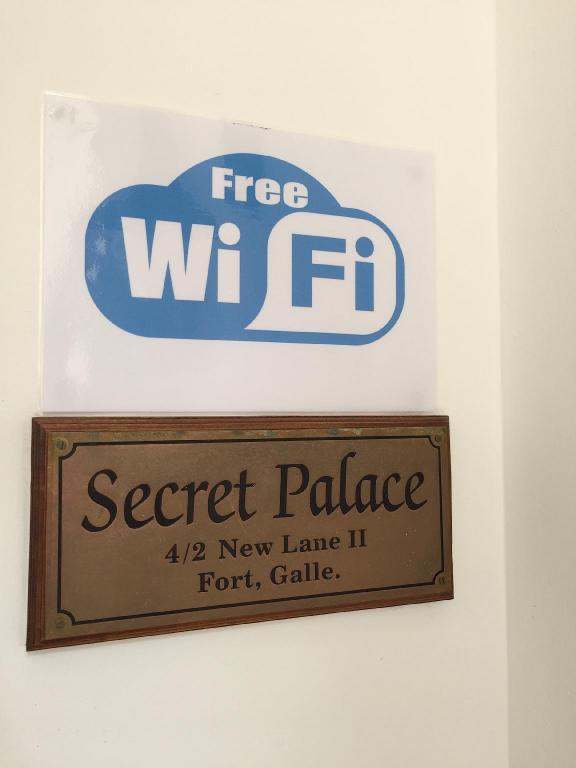 Free
Wi Fi
Secret Palace
4/2 New Lane II
Fort, Galle.